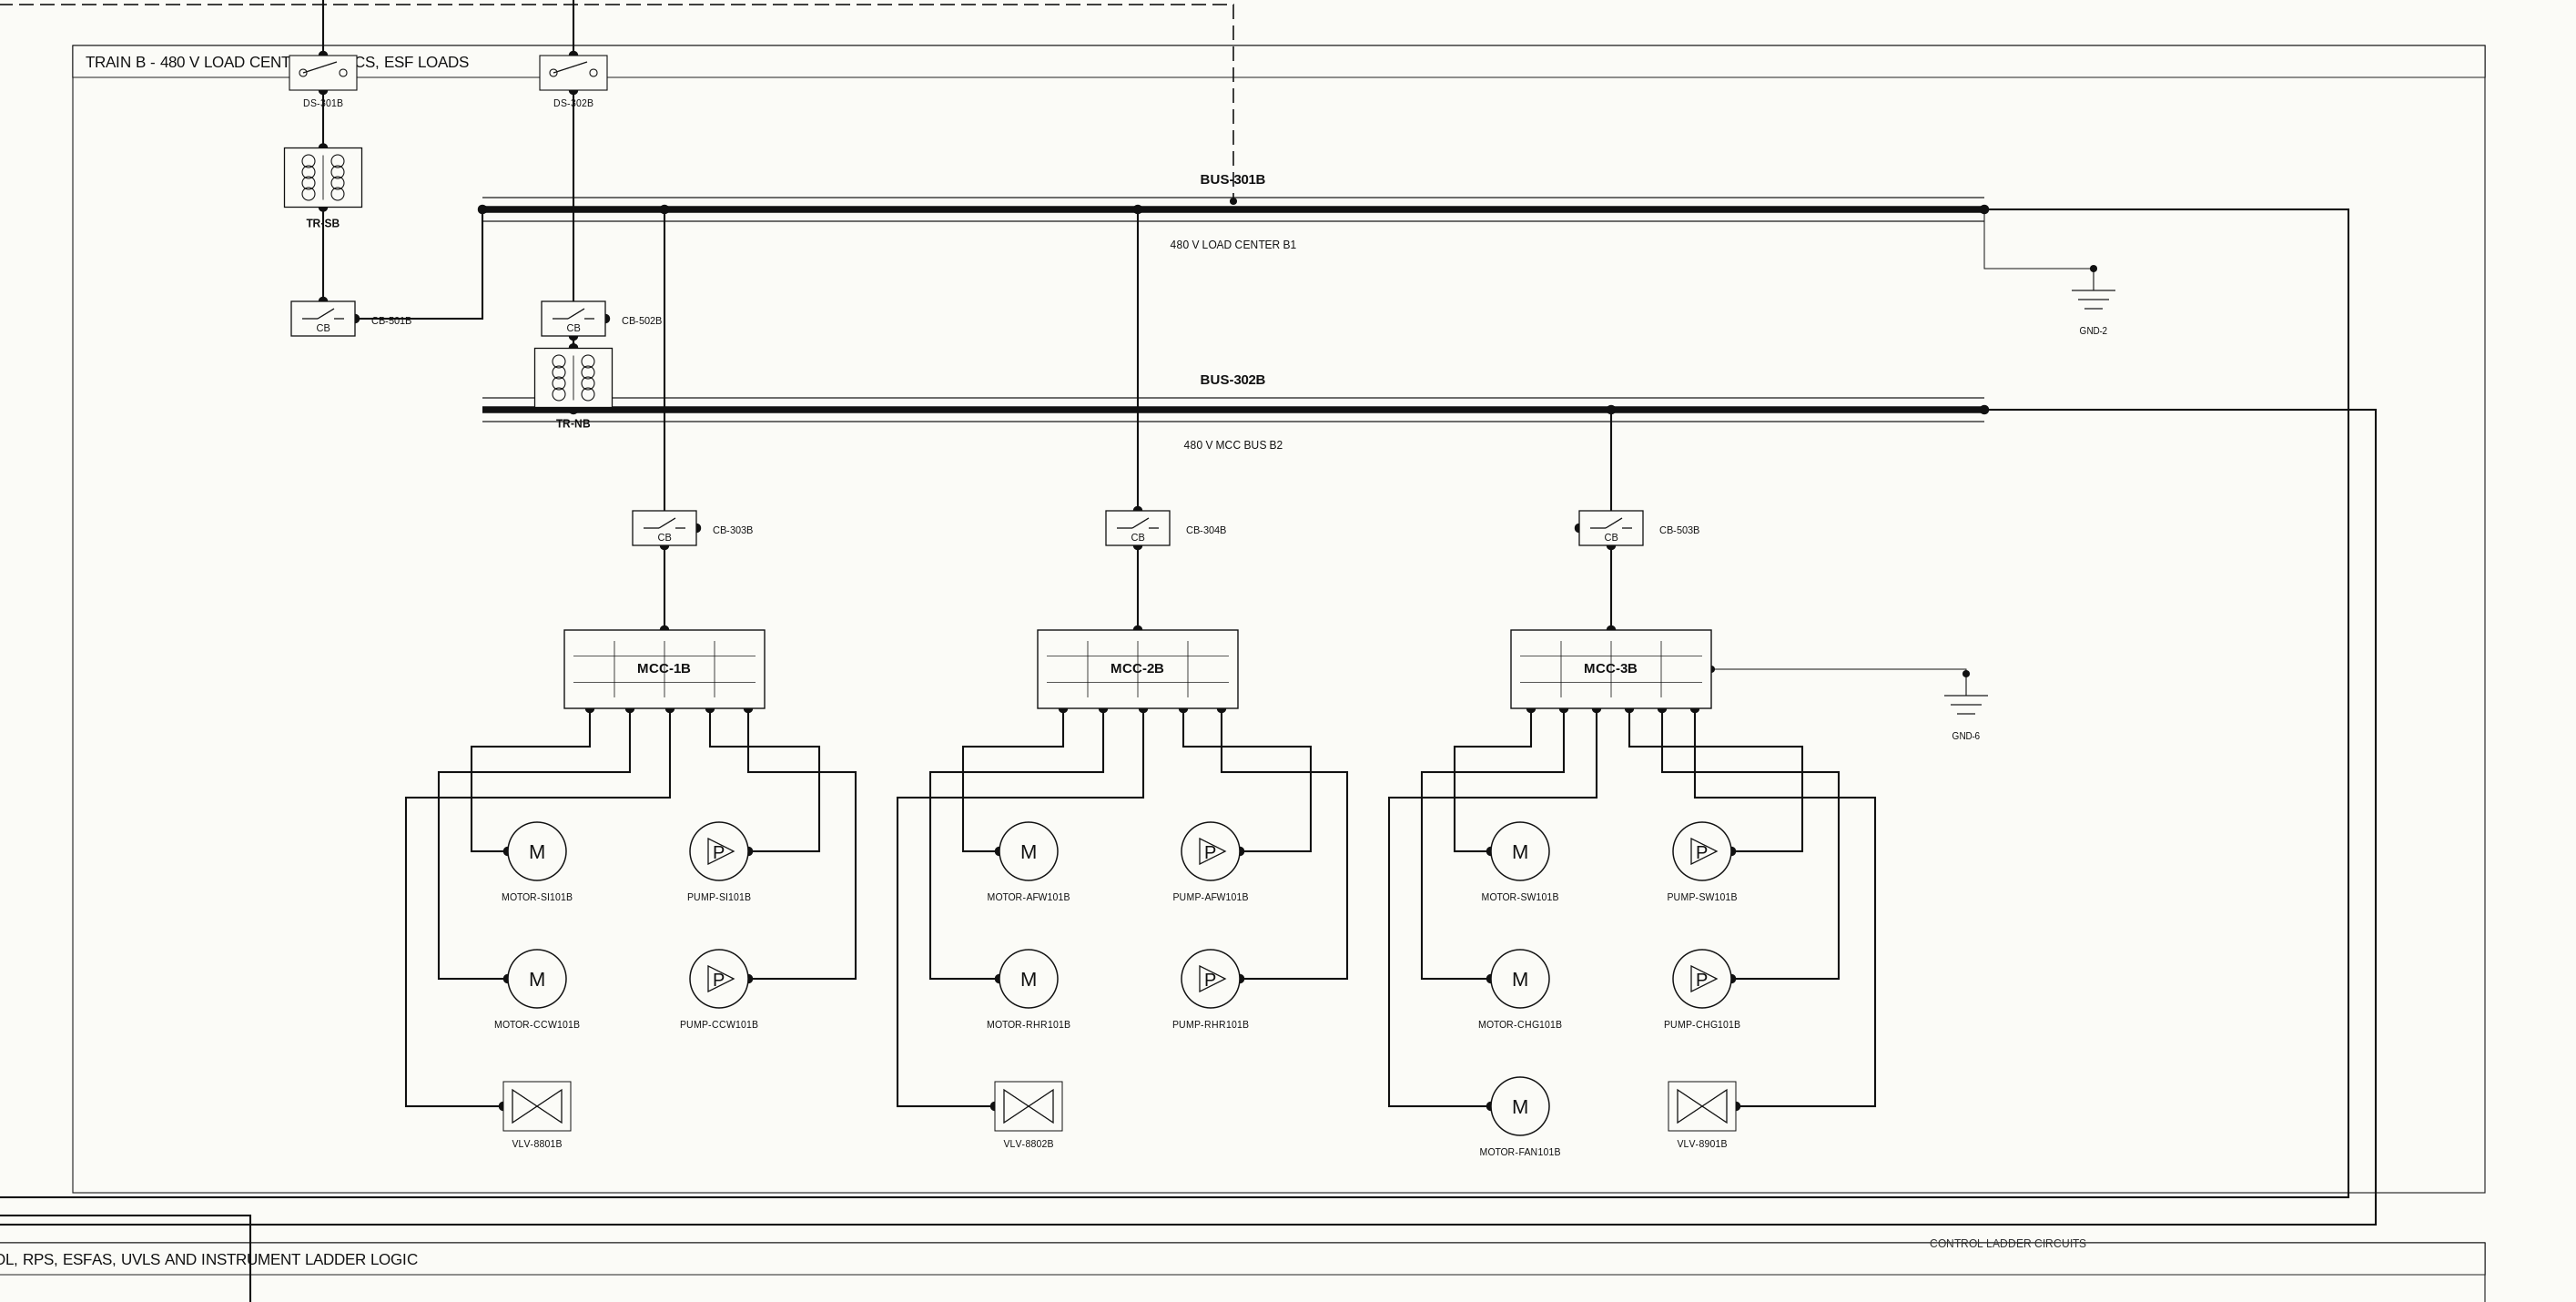 TRAIN B - 480 V LOAD CENT CS, ESF LOADS
DS-301B
DS-302B
TR-SB
BUS-301B
480 V LOAD CENTER B1
CB
CB-501B
CB
CB-502B
GND-2
BUS-302B
TR-NB
480 V MCC BUS B2
CB
CB-303B
CB
CB-304B
CB
CB-503B
MCC-1B
MCC-2B
MCC-3B
GND-6
M
P
M
P
M
P
MOTOR-SI101B
PUMP-SI101B
MOTOR-AFW101B
PUMP-AFW101B
MOTOR-SW101B
PUMP-SW101B
M
P
M
P
M
P
MOTOR-CCW101B
PUMP-CCW101B
MOTOR-RHR101B
PUMP-RHR101B
MOTOR-CHG101B
PUMP-CHG101B
M
VLV-8801B
VLV-8802B
MOTOR-FAN101B
VLV-8901B
CONTROL LADDER CIRCUITS
OL, RPS, ESFAS, UVLS AND INSTRUMENT LADDER LOGIC